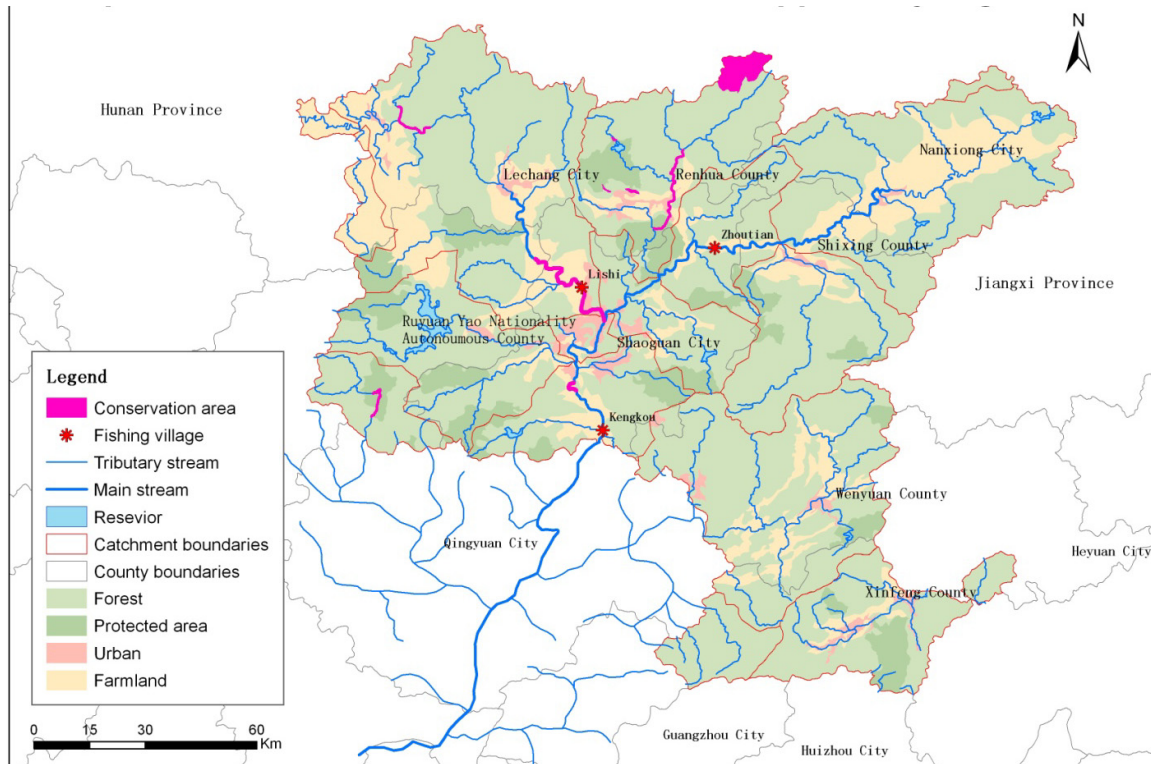 N
Hunan Province
Nanxiong City
Lechang City
Renhua County
Zhoutian
Shixing County
Lishi
Jiangxi Province
Ruyuan Yao Nationality
Autonoumous County
Shaoguan City
Legend
Conservation area
Fishing village
Tributary stream
Main stream
Resevior
Catchment boundaries
County boundaries
Forest
Protected area
Urban
Farmland
Kengkou
Wenyuan County
Qingyuan City
Heyuan City
Xinfeng County
Guangzhou City
Huizhou City
0 15 30 60
Km